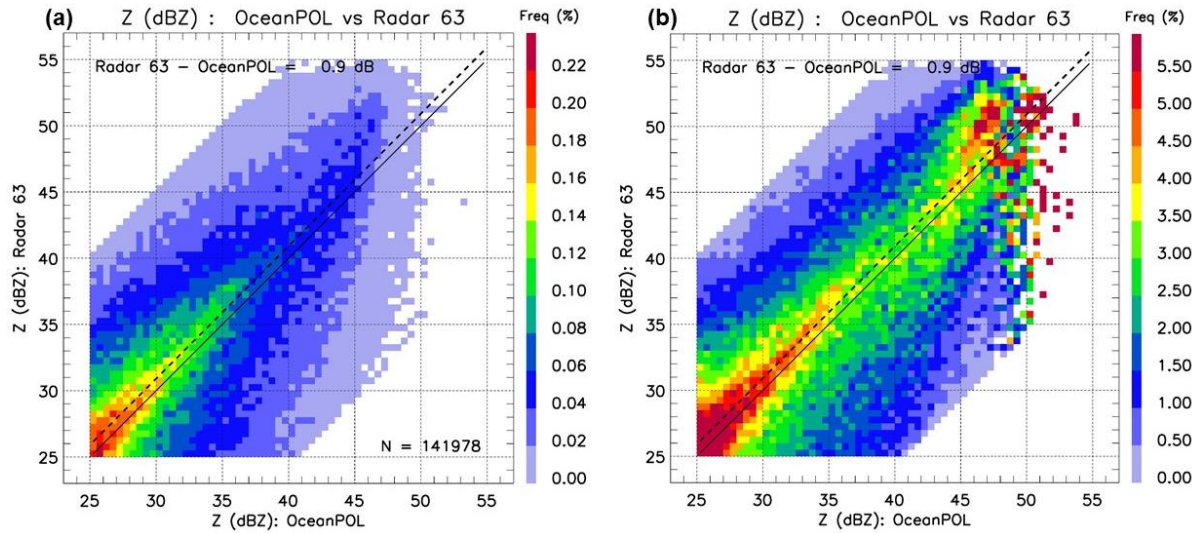 (a)
Z (dBZ) : OceanPOL vs Radar 63
Freq (%)
Radar 63 - OceanPOL = 0.9 dB
55
50
45
40
35
30
25
Z (dBZ): Radar 63
N = 141978
25 30 35 40 45 50 55
Z (dBZ): OceanPOL
0.22
0.20
0.18
0.16
0.14
0.12
0.10
0.08
0.06
0.04
0.02
0.00
(b)
Z (dBZ) : OceanPOL vs Radar 63
Freq (%)
Radar 63 - OceanPOL = 0.9 dB
55
50
45
40
35
30
25
Z (dBZ): Radar 63
25 30 35 40 45 50 55
Z (dBZ): OceanPOL
5.50
5.00
4.50
4.00
3.50
3.00
2.50
2.00
1.50
1.00
0.50
0.00